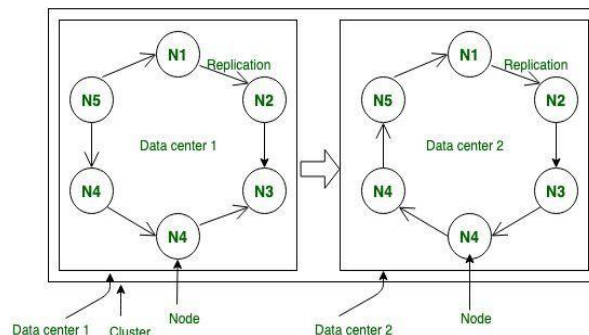 N1
Replication
N5
N2
Data center 1
N4
N3
N4
N1
Replication
N5
N2
Data center 2
N4
N3
N4
Data center 1
Cluster
Node
Data center 2
Node